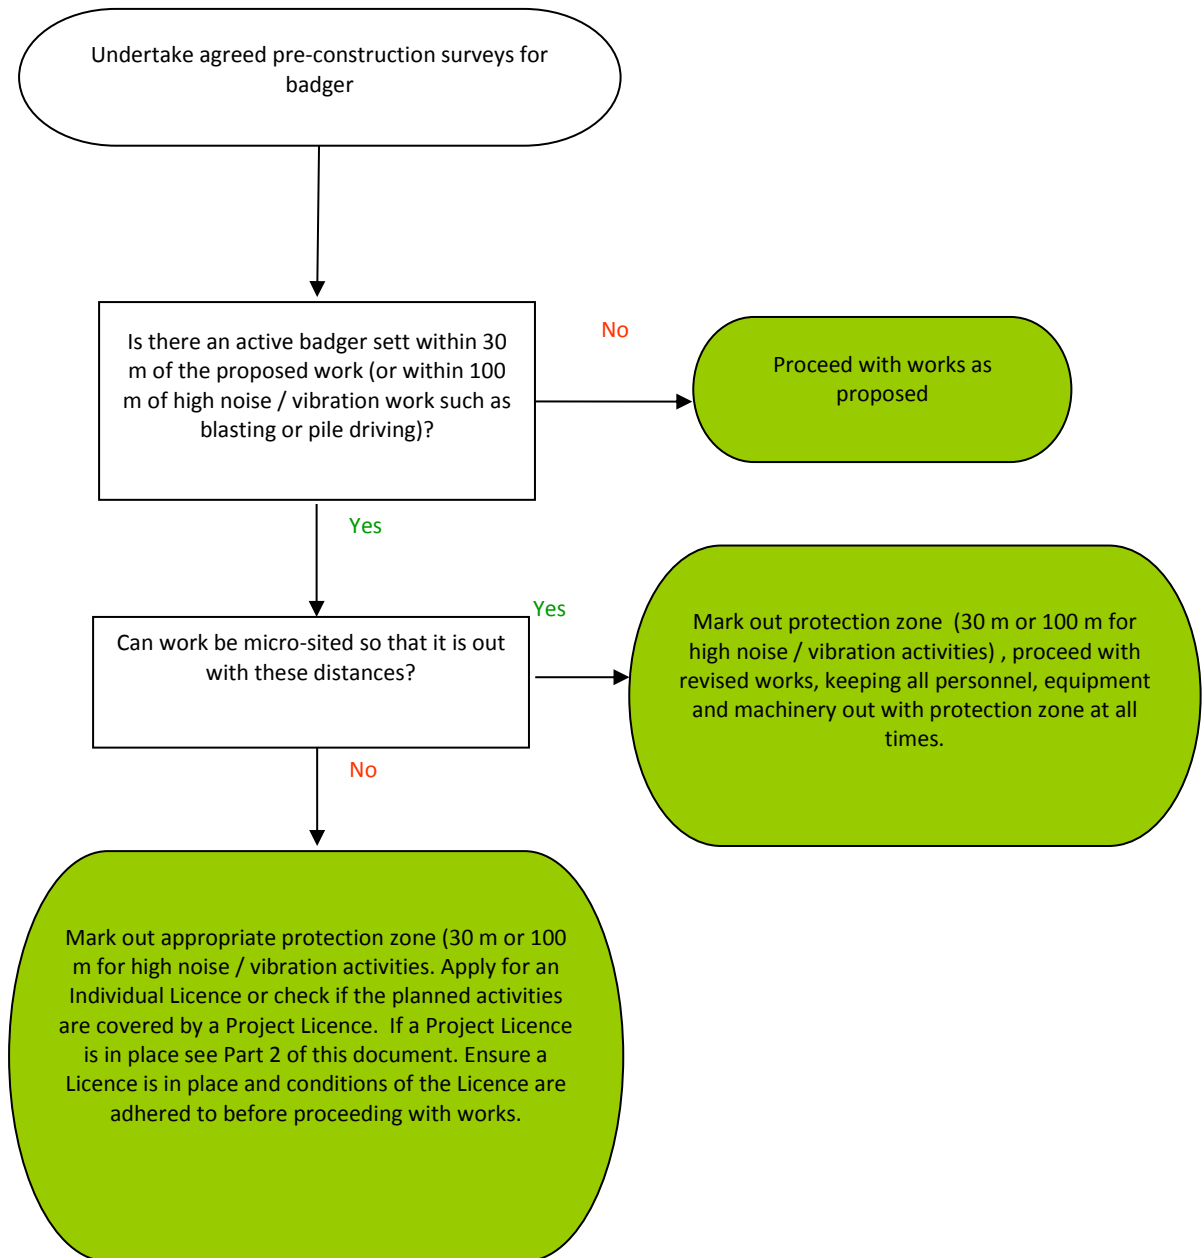 Undertake agreed pre-construction surveys for
badger
Is there an active badger sett within 30
m of the proposed work (or within 100
m of high noise / vibration work such as
blasting or pile driving)?
No
Proceed with works as
proposed
Yes
Can work be micro-sited so that it is out
with these distances?
Yes
Mark out protection zone  (30 m or 100 m for
high noise / vibration activities) , proceed with
revised works, keeping all personnel, equipment
and machinery out with protection zone at all
times.
No
Mark out appropriate protection zone (30 m or 100
m for high noise / vibration activities. Apply for an
Individual Licence or check if the planned activities
are covered by a Project Licence.  If a Project Licence
is in place see Part 2 of this document. Ensure a
Licence is in place and conditions of the Licence are
adhered to before proceeding with works.